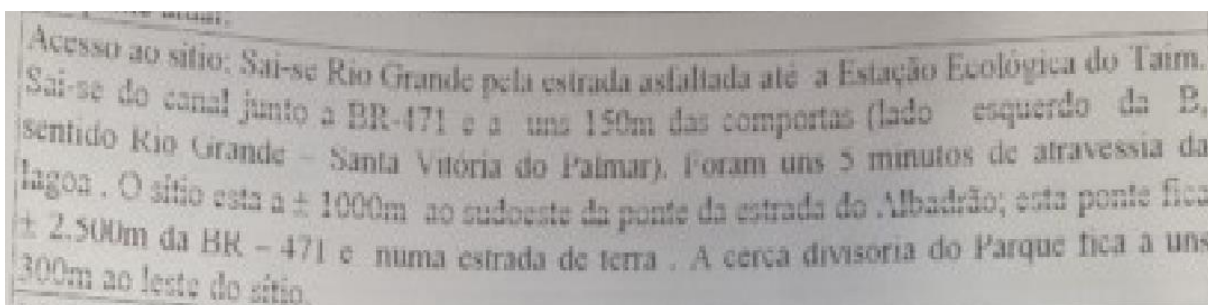 atual.
Acesso ao sítio: Sai-se Rio Grande pela estrada asfaltada até a Estação Ecológica do Taim.
Sai-se do canal junto a BR-471 e a uns 150m das comportas (lado esquerdo da B,
sentido Rio Grande – Santa Vitória do Palmar). Foram uns 5 minutos de atravessia da
lagoa . O sítio esta a ± 1000m ao sudoeste da ponte da estrada do Albadrão; esta ponte fica
± 2.500m da BR – 471 e numa estrada de terra . A cerca divisoria do Parque fica a uns
300m ao leste do sítio.